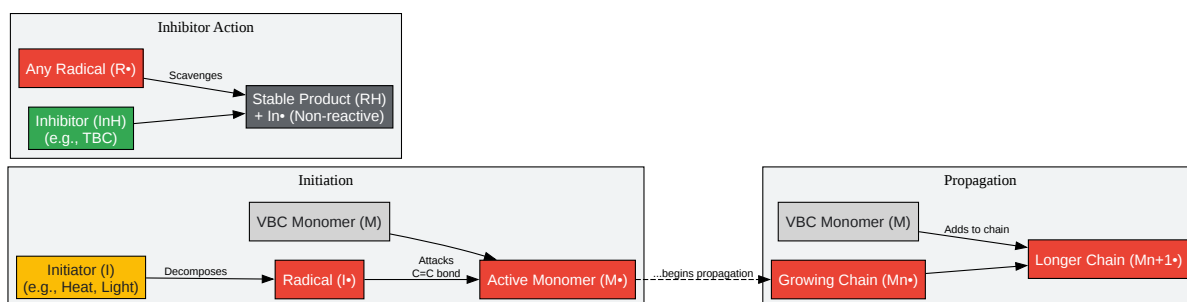 Inhibitor Action
Any Radical (R•)
Scavenges
Stable Product (RH)
+ In• (Non-reactive)
Inhibitor (InH)
(e.g., TBC)
Initiation
VBC Monomer (M)
Initiator (I)
(e.g., Heat, Light)
Decomposes
Radical (I•)
Attacks
C=C bond
Active Monomer (M•)
...begins propagation
Propagation
VBC Monomer (M)
Adds to chain
Growing Chain (Mn•)
Longer Chain (Mn+1•)